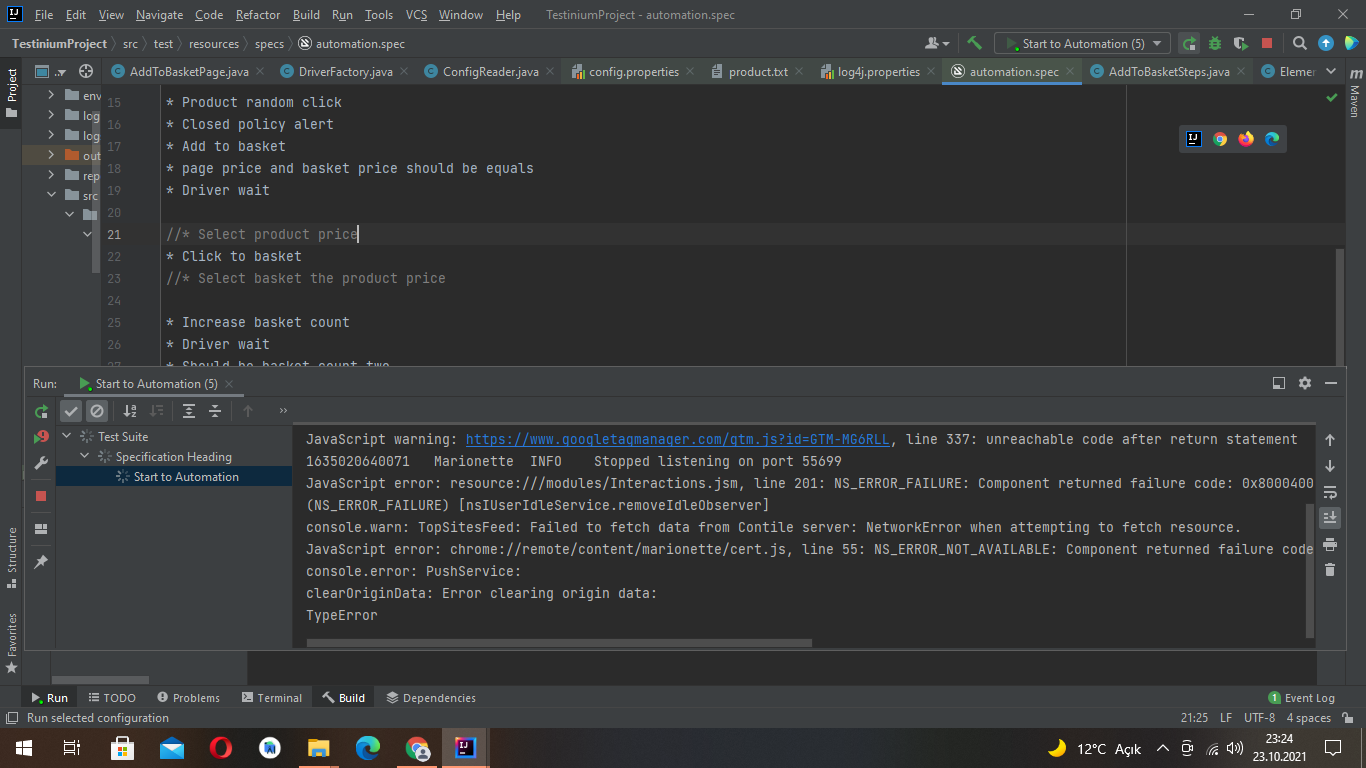 File Edit View Navigate Code Refactor Build Run Tools VCS Window Help TestiniumProject - automation.spec
TestiniumProject src test resources specs automation.spec Start to Automation (5)
AddToBasketPage.java DriverFactory.java ConfigReader.java config.properties product.txt log4j.properties automation.spec AddToBasketSteps.java Elemer
Project
Maven
env
log
log
out
rep
src
15 * Product random click
16 * Closed policy alert
17 * Add to basket
18 * page price and basket price should be equals
19 * Driver wait
20
21 //* Select product price
22 * Click to basket
23 //* Select basket the product price
24
25 * Increase basket count
26 * Driver wait
27 * Should be basket count two
Run: Start to Automation (5)
Test Suite
Specification Heading
Start to Automation
JavaScript warning: https://www.googletagmanager.com/gtm.js?id=GTM-MG6RLL, line 337: unreachable code after return statement
1635020640071 Marionette INFO Stopped listening on port 55699
JavaScript error: resource:///modules/Interactions.jsm, line 201: NS_ERROR_FAILURE: Component returned failure code: 0x8000400
(NS_ERROR_FAILURE) [nsIUserIdleService.removeIdleObserver]
console.warn: TopSitesFeed: Failed to fetch data from Contile server: NetworkError when attempting to fetch resource.
JavaScript error: chrome://remote/content/marionette/cert.js, line 55: NS_ERROR_NOT_AVAILABLE: Component returned failure code
console.error: PushService:
clearOriginData: Error clearing origin data:
TypeError
Structure
Favorites
Run TODO Problems Terminal Build Dependencies 1 Event Log
Run selected configuration 21:25 LF UTF-8 4 spaces
12°C Açık 23:24
23.10.2021